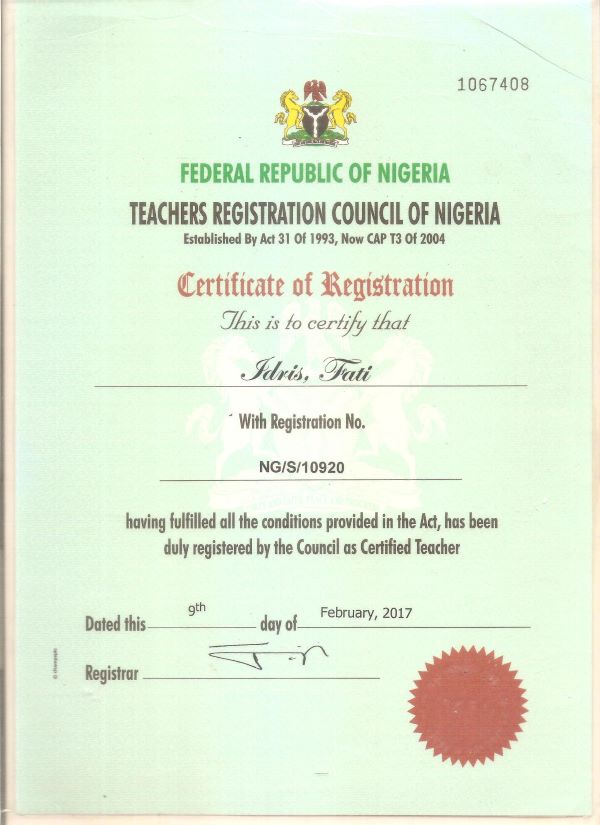 1067408
FEDERAL REPUBLIC OF NIGERIA
TEACHERS REGISTRATION COUNCIL OF NIGERIA
Established By Act 31 Of 1993, Now CAP T3 Of 2004
Certificate of Registration
This is to certify that
Idris, Fati
With Registration No.
NG/S/10920
having fulfilled all the conditions provided in the Act, has been
duly registered by the Council as Certified Teacher
Dated this 9th day of February, 2017
Registrar